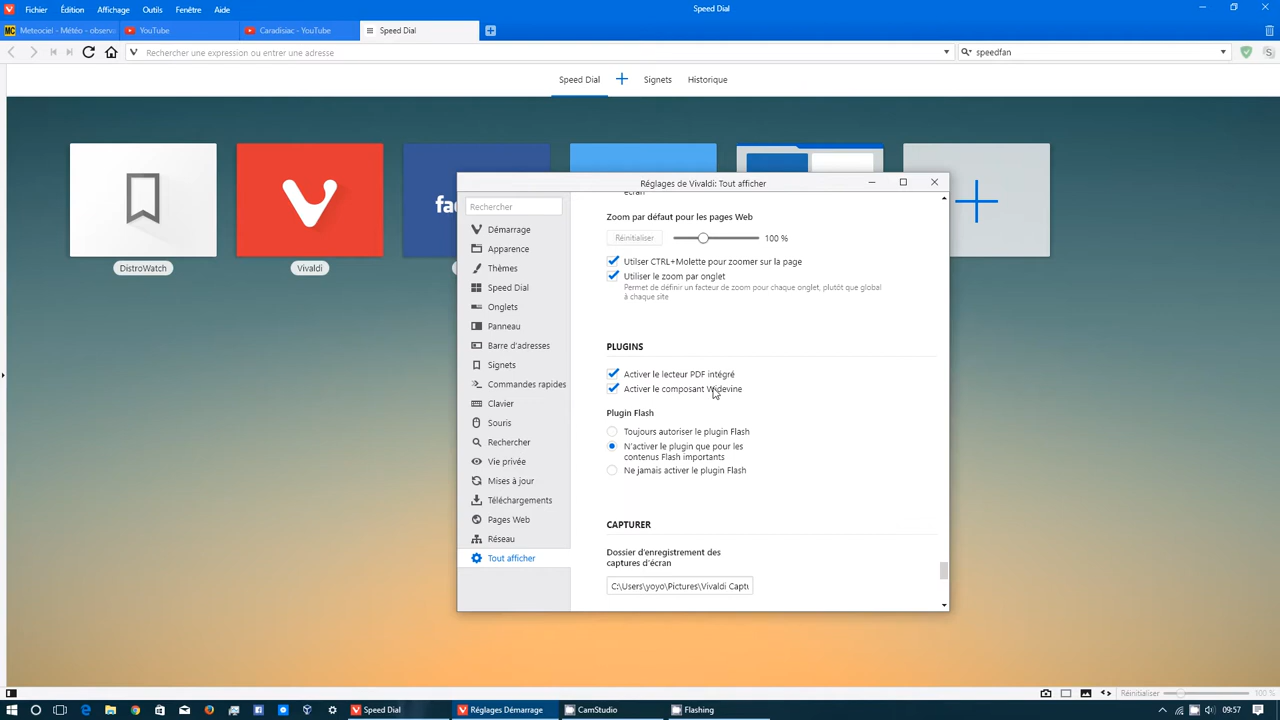 Fichier Édition Affichage Outils Fenêtre Aide Speed Dial
Meteociel - Météo - observa YouTube Caradisiac - YouTube Speed Dial
Rechercher une expression ou entrer une adresse speedfan
Speed Dial Signets Historique
DistroWatch Vivaldi
Réglages de Vivaldi: Tout afficher
Rechercher
Démarrage
Apparence
Thèmes
Speed Dial
Onglets
Panneau
Barre d'adresses
Signets
Commandes rapides
Clavier
Souris
Rechercher
Vie privée
Mises à jour
Téléchargements
Pages Web
Réseau
Tout afficher
écran
Zoom par défaut pour les pages Web
Réinitialiser 100 %
Utilser CTRL+Molette pour zoomer sur la page
Utiliser le zoom par onglet
Permet de définir un facteur de zoom pour chaque onglet, plutôt que global
à chaque site
PLUGINS
Activer le lecteur PDF intégré
Activer le composant Widevine
Plugin Flash
Toujours autoriser le plugin Flash
N'activer le plugin que pour les
contenus Flash importants
Ne jamais activer le plugin Flash
CAPTURER
Dossier d'enregistrement des
captures d'écran
C:\Users\yoyo\Pictures\Vivaldi Captu
Réinitialiser 100 %
Speed Dial Réglages Démarrage CamStudio Flashing 09:57